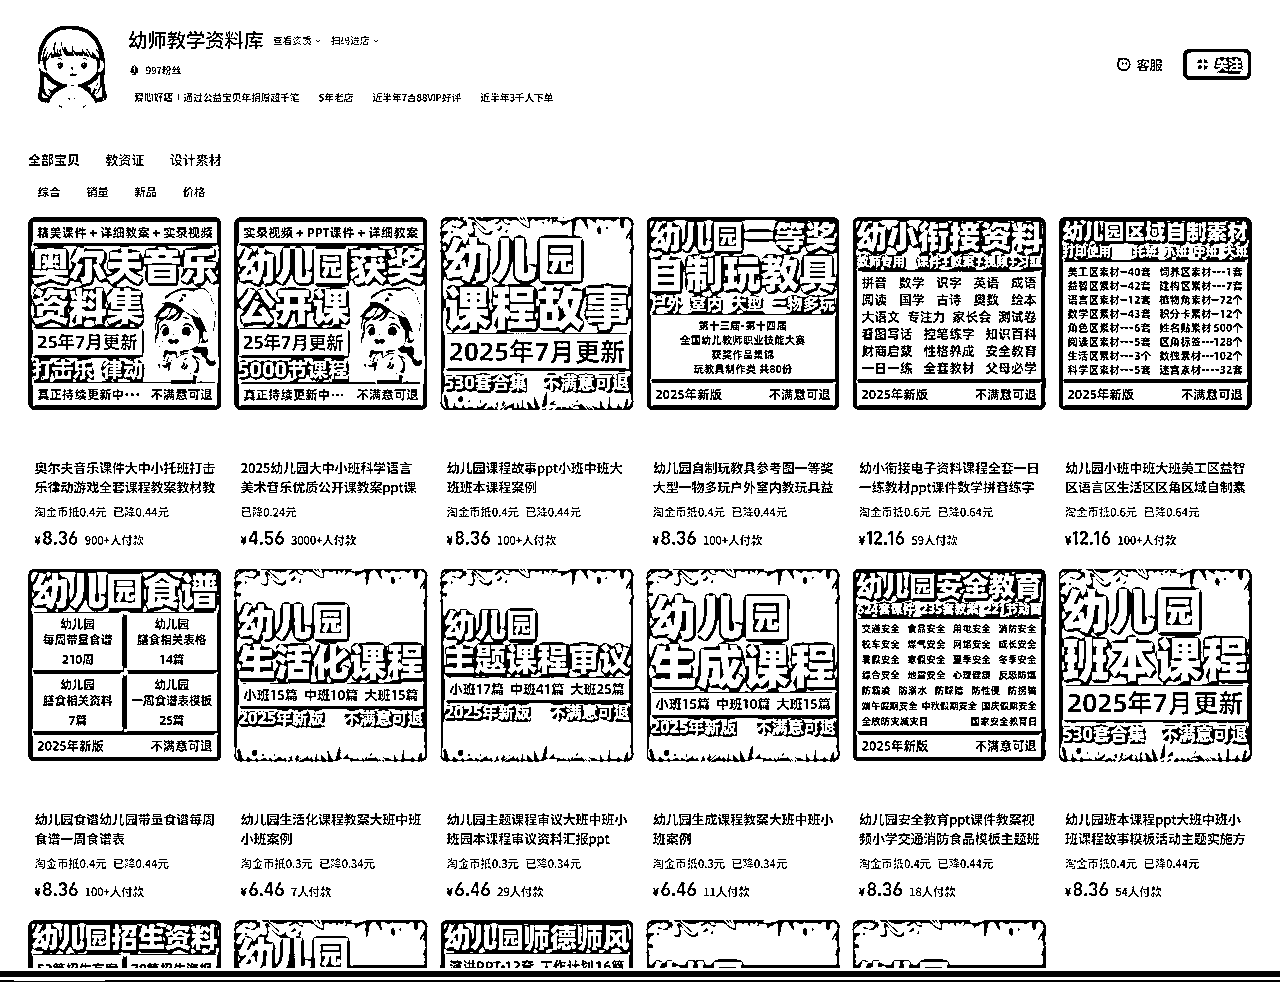 幼师教学资料库
查看资质
扫码进店
997粉丝
爱心好店 | 通过公益宝贝年捐赠超千笔 5年老店 近半年7百88VIP好评 近半年3千人下单
客服
关注
全部宝贝 教资证 设计素材
综合 销量 新品 价格
精美课件+详细教案+实录视频
奥尔夫音乐
资料集
25年7月更新
打击乐 律动
真正持续更新中··· 不满意可退
实录视频+PPT课件+详细教案
幼儿园获奖
公开课
25年7月更新
5000节课程
真正持续更新中··· 不满意可退
幼儿园
课程故事
2025年7月更新
530套合集 不满意可退
幼儿园一等奖
自制玩教具
户外 室内 大型 一物多玩
第十三届·第十四届
全国幼儿教师职业技能大赛
获奖作品集锦
玩教具制作类 共80份
2025年新版 不满意可退
幼小衔接资料
拼音 数学 识字 英语 成语
阅读 国学 古诗 奥数 绘本
大语文 专注力 家长会 测试卷
看图写话 控笔练字 知识百科
财商启蒙 性格养成 安全教育
一日一练 全套教材 父母必学
2025年新版 不满意可退
幼儿园区域自制素材
美工区素材—40套 饲养区素材---1套
益智区素材—42套 建构区素材---7套
语言区素材—12套 植物角素材—72个
数学区素材—43套 积分卡素材—12个
角色区素材---6套 姓名贴素材500个
阅读区素材---5套 区角标签---128个
生活区素材---3个 数独素材---102个
科学区素材---5套 迷宫素材----32套
2025年新版 不满意可退
奥尔夫音乐课件大中小托班打击
乐律动游戏全套课程教案教材教
淘金币抵0.4元 已降0.44元
¥8.36 900+人付款
2025幼儿园大中小班科学语言
美术音乐优质公开课教案ppt课
已降0.24元
¥4.56 3000+人付款
幼儿园课程故事ppt小班中班大
班班本课程案例
淘金币抵0.4元 已降0.44元
¥8.36 100+人付款
幼儿园自制玩教具参考图一等奖
大型一物多玩户外室内教玩具益
淘金币抵0.4元 已降0.44元
¥8.36 100+人付款
幼小衔接电子资料课程全套一日
一练教材ppt课件数学拼音练字
淘金币抵0.6元 已降0.64元
¥12.16 59人付款
幼儿园小班中班大班美工区益智
区语言区生活区区角区域自制素
淘金币抵0.6元 已降0.64元
¥12.16 100+人付款
幼儿园食谱
幼儿园
每周带量食谱
210周
幼儿园
膳食相关表格
14篇
幼儿园
膳食相关资料
7篇
幼儿园
一周食谱表模板
25篇
2025年新版 不满意可退
幼儿园
生活化课程
小班15篇 中班10篇 大班15篇
2025年新版 不满意可退
幼儿园
主题课程审议
小班17篇 中班41篇 大班25篇
2025年新版 不满意可退
幼儿园
生成课程
小班15篇 中班10篇 大班15篇
2025年新版 不满意可退
幼儿园安全教育
交通安全 食品安全 用电安全 消防安全
校车安全 煤气安全 网络安全 成长安全
暑假安全 寒假安全 夏季安全 冬季安全
综合安全 地震安全 心理健康 反恐防爆
防霸凌 防溺水 防踩踏 防性侵 防拐骗
端午假期安全 中秋假期安全 国庆假期安全
全族防灾减灾日 国家安全教育日
2025年新版 不满意可退
幼儿园
班本课程
2025年7月更新
530套合集 不满意可退
幼儿园食谱幼儿园带量食谱每周
食谱一周食谱表
淘金币抵0.4元 已降0.44元
¥8.36 100+人付款
幼儿园生活化课程教案大班中班
小班案例
淘金币抵0.3元 已降0.34元
¥6.46 7人付款
幼儿园主题课程审议大班中班小
班园本课程审议资料汇报ppt
淘金币抵0.3元 已降0.34元
¥6.46 29人付款
幼儿园生成课程教案大班中班小
班案例
淘金币抵0.3元 已降0.34元
¥6.46 11人付款
幼儿园安全教育ppt课件教案视
频小学交通消防食品模板主题班
淘金币抵0.4元 已降0.44元
¥8.36 18人付款
幼儿园班本课程ppt大班中班小
班课程故事模板活动主题实施方
淘金币抵0.4元 已降0.44元
¥8.36 54人付款
幼儿园招生资料
幼儿园
幼儿园师德师风
演讲PPT·12套 工作计划16篇